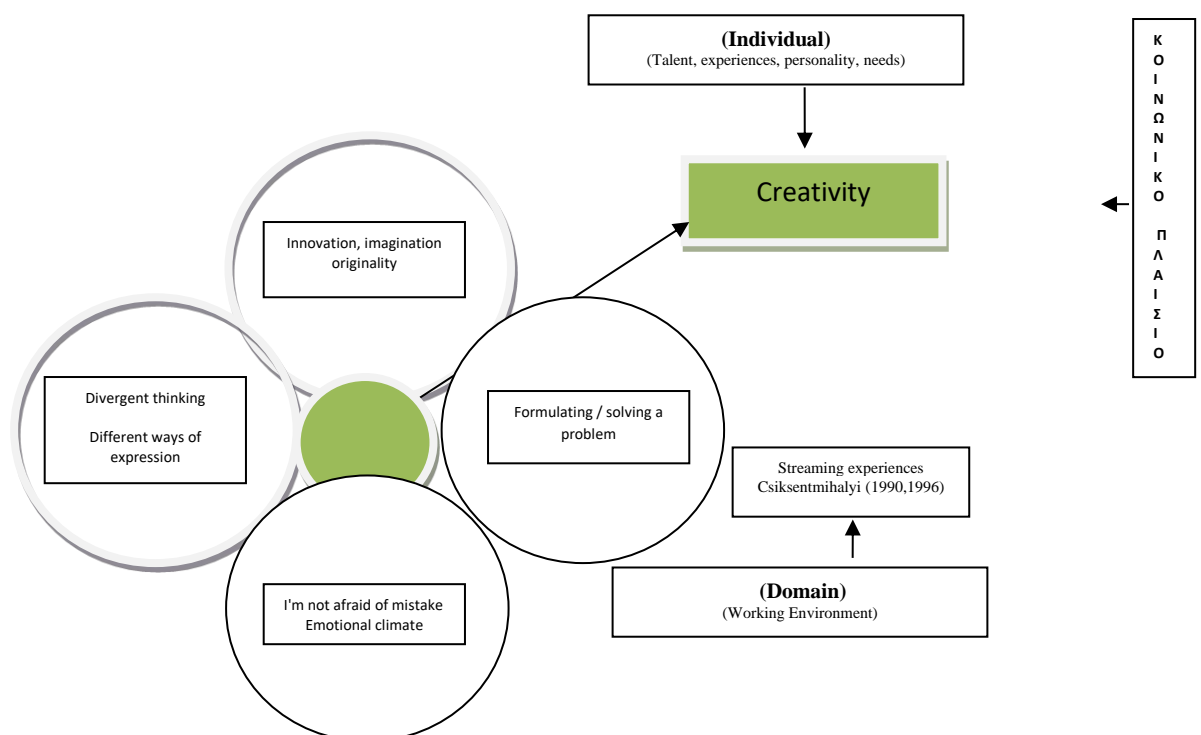 (Individual)
(Talent, experiences, personality, needs)
Κ
Ο
Ι
Ν
Ω
Ν
Ι
Κ
Ο
Π
Λ
Α
Ι
Σ
Ι
Ο
Creativity
Innovation, imagination
originality
Divergent thinking
Different ways of
expression
Formulating / solving a
problem
Streaming experiences
Csiksentmihalyi (1990,1996)
(Domain)
(Working Environment)
I'm not afraid of mistake
Emotional climate